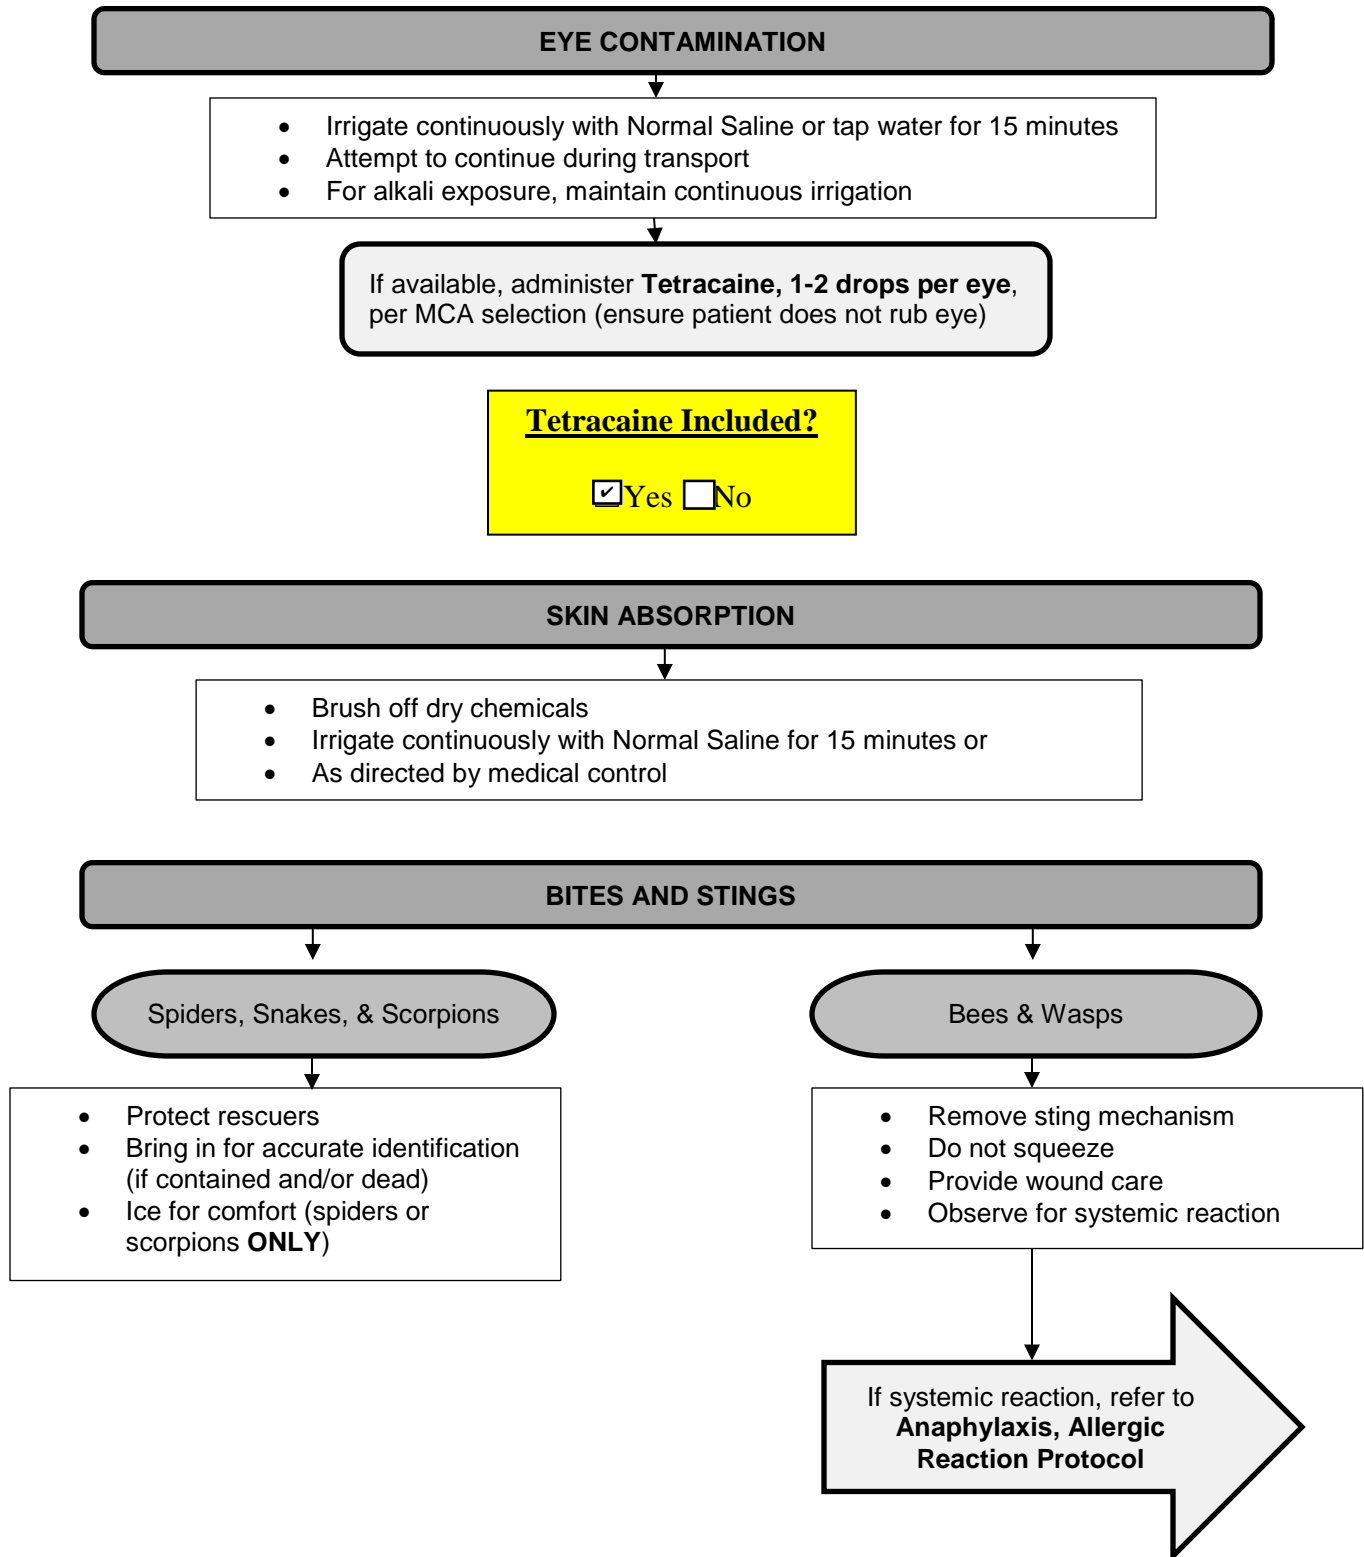 EYE CONTAMINATION
• Irrigate continuously with Normal Saline or tap water for 15 minutes
• Attempt to continue during transport
• For alkali exposure, maintain continuous irrigation
If available, administer Tetracaine, 1-2 drops per eye,
per MCA selection (ensure patient does not rub eye)
Tetracaine Included?
☑Yes ☐No
SKIN ABSORPTION
• Brush off dry chemicals
• Irrigate continuously with Normal Saline for 15 minutes or
• As directed by medical control
BITES AND STINGS
Spiders, Snakes, & Scorpions
• Protect rescuers
• Bring in for accurate identification
(if contained and/or dead)
• Ice for comfort (spiders or
scorpions ONLY)
Bees & Wasps
• Remove sting mechanism
• Do not squeeze
• Provide wound care
• Observe for systemic reaction
If systemic reaction, refer to
Anaphylaxis, Allergic
Reaction Protocol